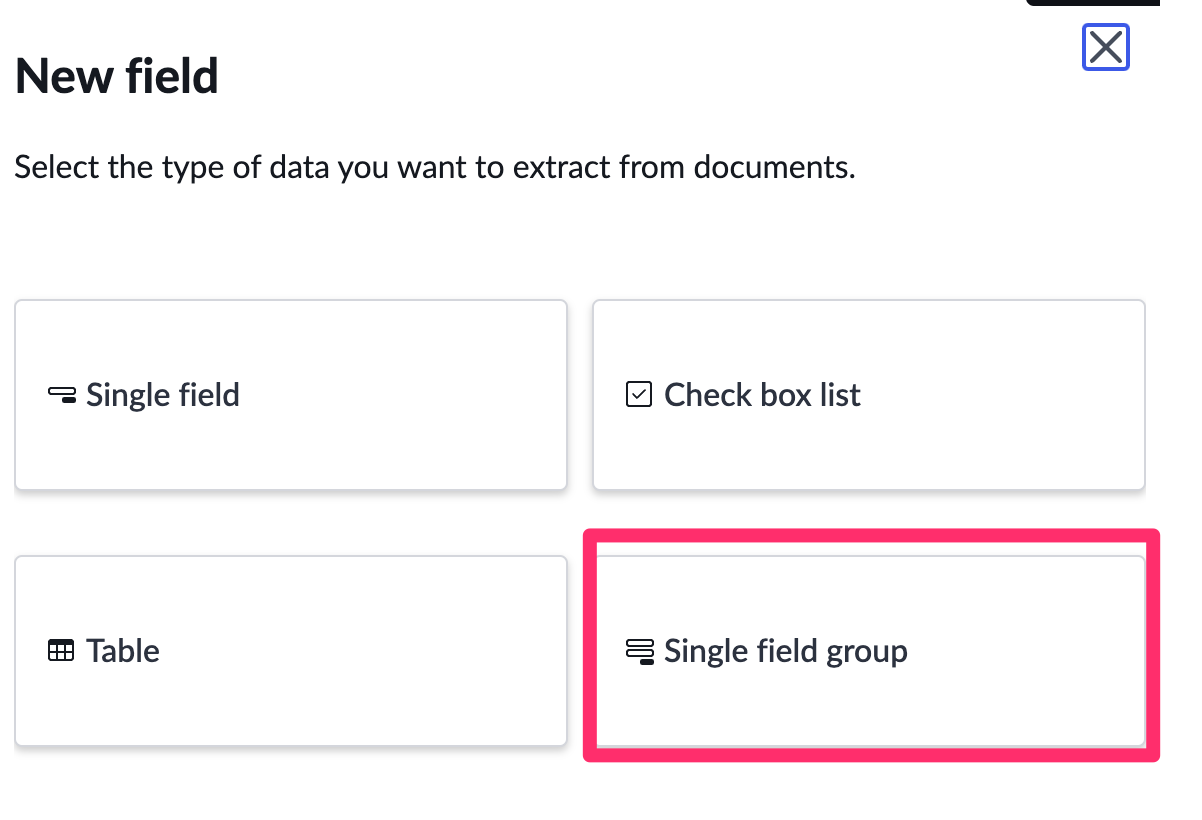 New field
Select the type of data you want to extract from documents.
Single field
Check box list
Table
Single field group